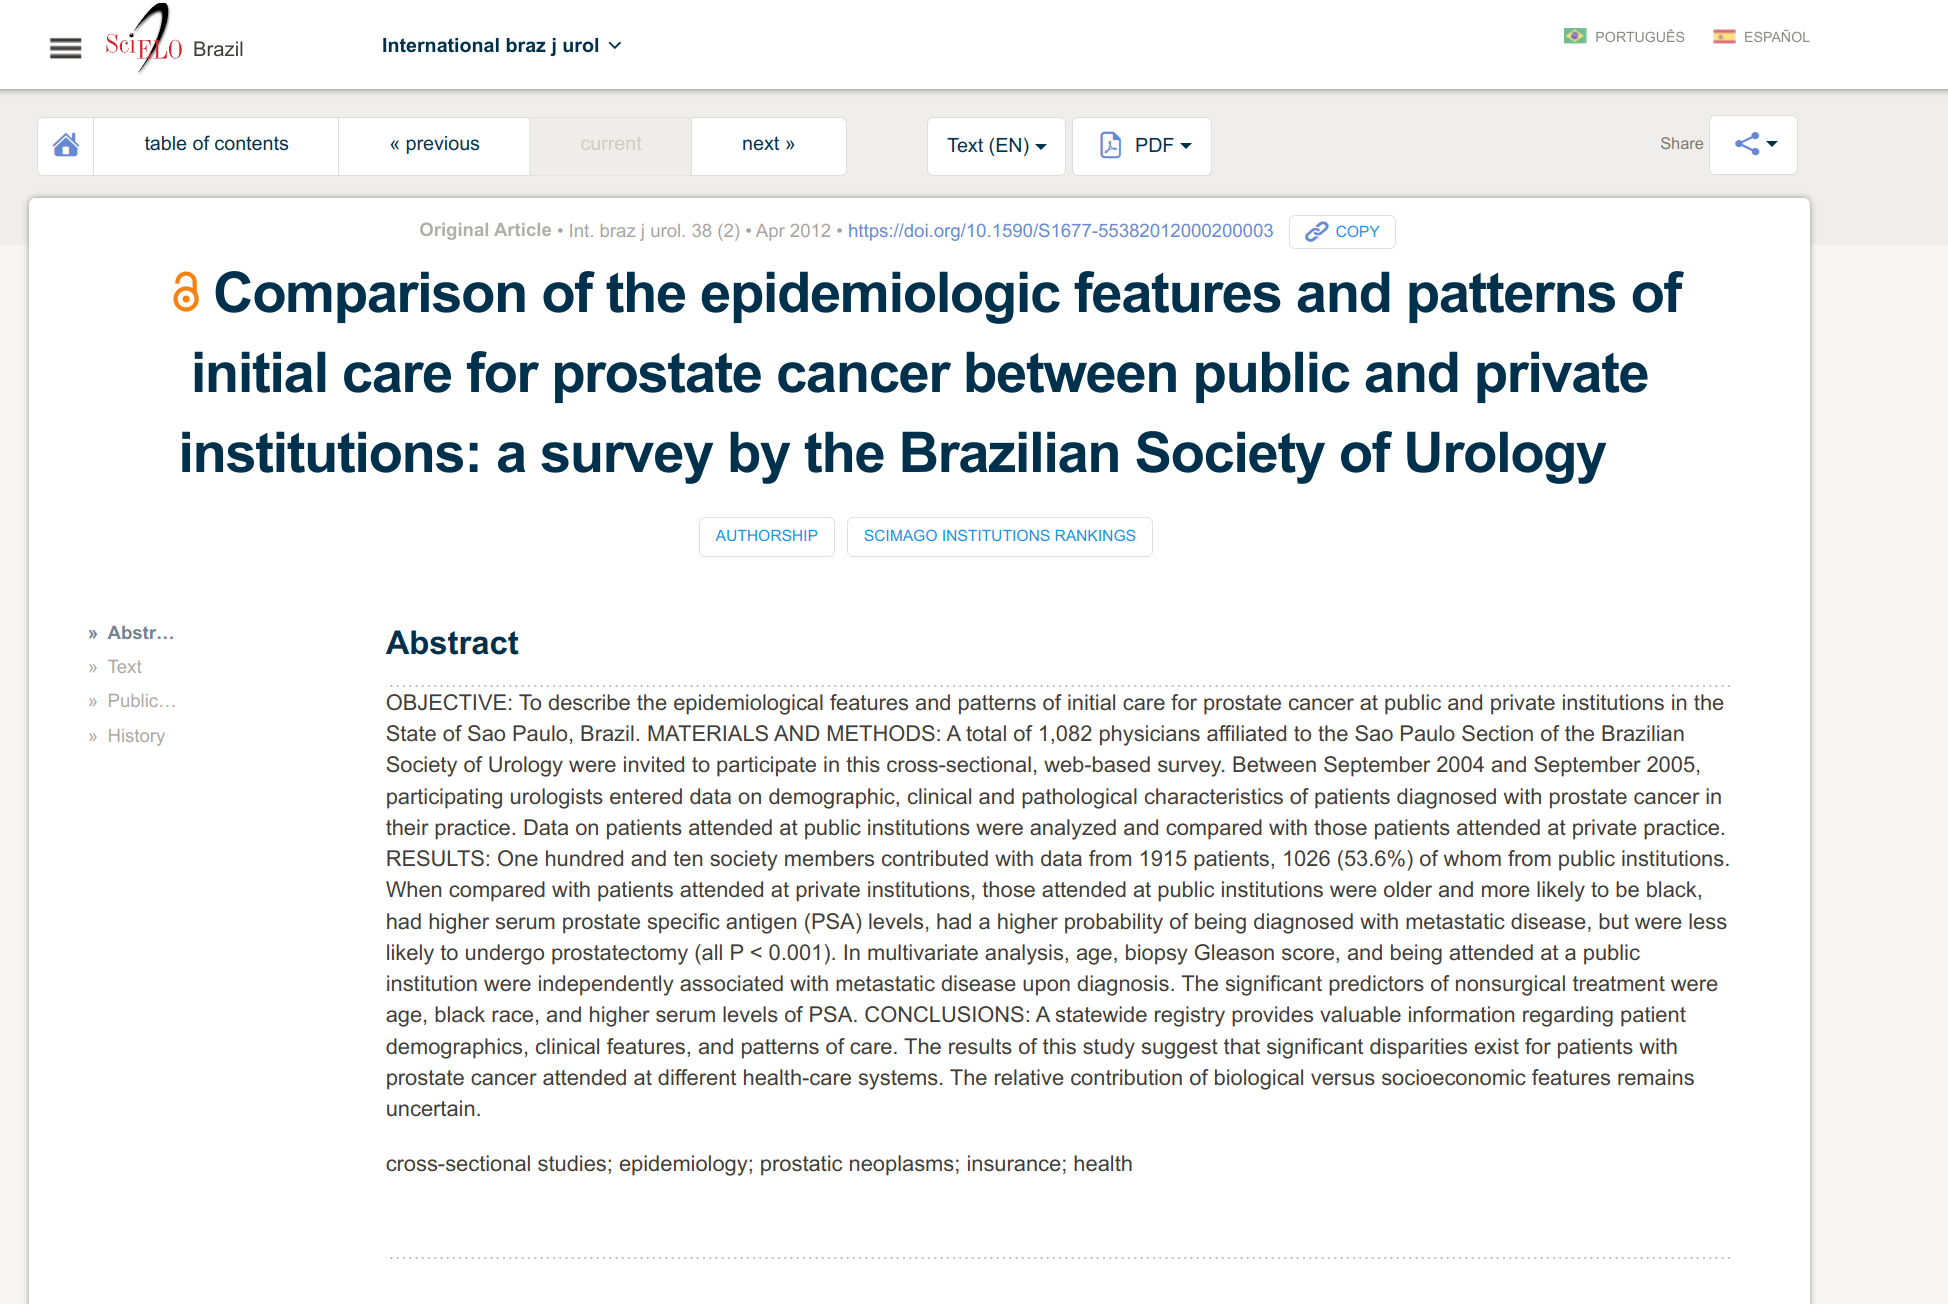 SciELO Brazil
International braz j urol
PORTUGUÊS
ESPAÑOL
table of contents
« previous
current
next »
Text (EN)
PDF
Share
Original Article • Int. braz j urol. 38 (2) • Apr 2012 • https://doi.org/10.1590/S1677-55382012000200003
COPY
Comparison of the epidemiologic features and patterns of
initial care for prostate cancer between public and private
institutions: a survey by the Brazilian Society of Urology
AUTHORSHIP
SCIMAGO INSTITUTIONS RANKINGS
» Abstr…
» Text
» Public…
» History
Abstract
OBJECTIVE: To describe the epidemiological features and patterns of initial care for prostate cancer at public and private institutions in the
State of Sao Paulo, Brazil. MATERIALS AND METHODS: A total of 1,082 physicians affiliated to the Sao Paulo Section of the Brazilian
Society of Urology were invited to participate in this cross-sectional, web-based survey. Between September 2004 and September 2005,
participating urologists entered data on demographic, clinical and pathological characteristics of patients diagnosed with prostate cancer in
their practice. Data on patients attended at public institutions were analyzed and compared with those patients attended at private practice.
RESULTS: One hundred and ten society members contributed with data from 1915 patients, 1026 (53.6%) of whom from public institutions.
When compared with patients attended at private institutions, those attended at public institutions were older and more likely to be black,
had higher serum prostate specific antigen (PSA) levels, had a higher probability of being diagnosed with metastatic disease, but were less
likely to undergo prostatectomy (all P < 0.001). In multivariate analysis, age, biopsy Gleason score, and being attended at a public
institution were independently associated with metastatic disease upon diagnosis. The significant predictors of nonsurgical treatment were
age, black race, and higher serum levels of PSA. CONCLUSIONS: A statewide registry provides valuable information regarding patient
demographics, clinical features, and patterns of care. The results of this study suggest that significant disparities exist for patients with
prostate cancer attended at different health-care systems. The relative contribution of biological versus socioeconomic features remains
uncertain.
cross-sectional studies; epidemiology; prostatic neoplasms; insurance; health